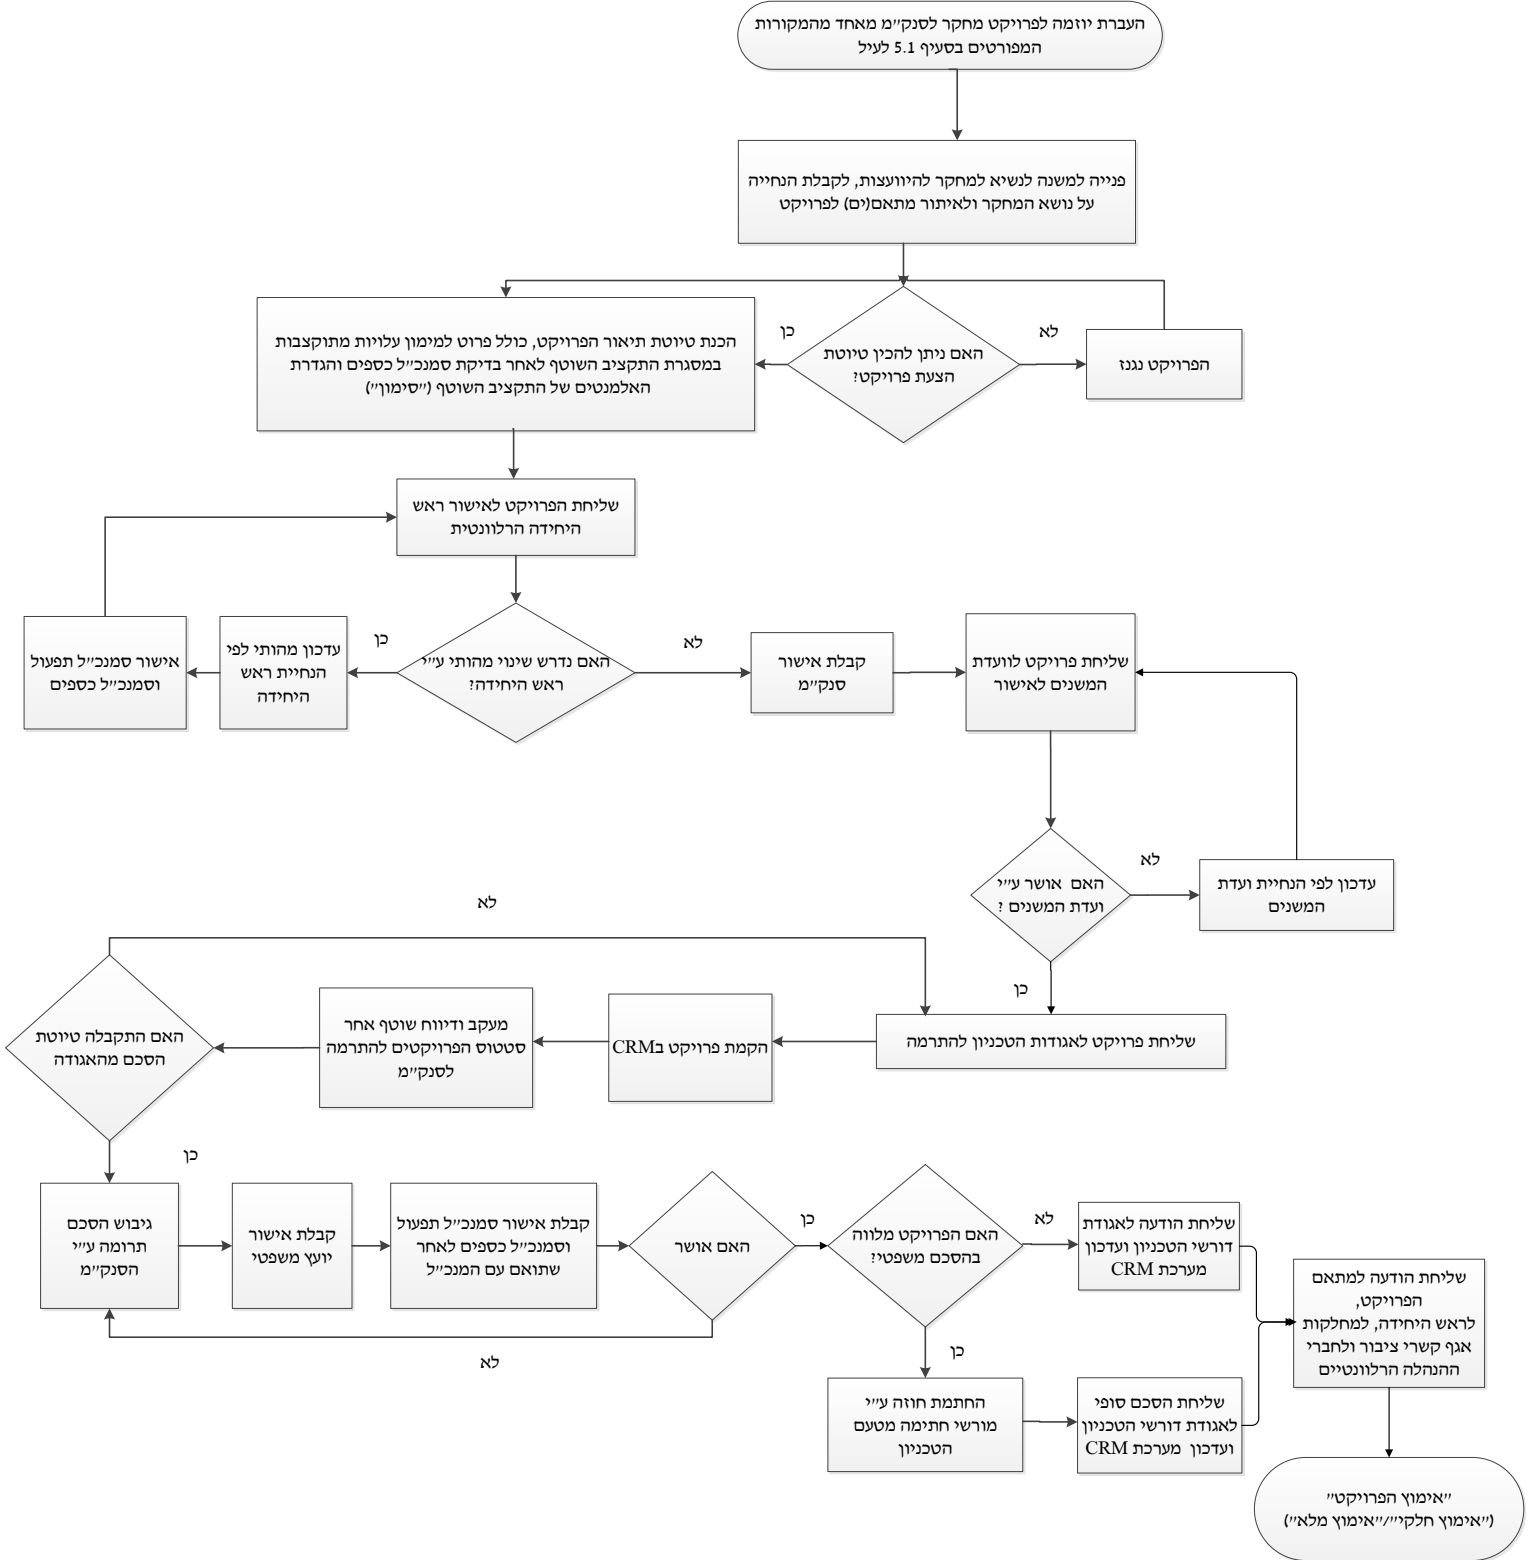 העברת יוזמה לפרויקט מחקר לסנק״מ מאחד מהמקורות
המפורטים בסעיף 5.1 לעיל
פנייה למשנה לנשיא למחקר להיוועצות, לקבלת הנחייה
על נושא המחקר ולאיתור מתאם(ים) לפרויקט
האם ניתן להכין טיוטת
הצעת פרויקט?
לא
הפרויקט נגנז
כן
הכנת טיוטת תיאור הפרויקט, כולל פרוט למימון עלויות מתוקצבות
במסגרת התקציב השוטף לאחר בדיקת סמנכ״ל כספים והגדרת
האלמנטים של התקציב השוטף (״סימון״)
שליחת הפרויקט לאישור ראש
היחידה הרלוונטית
האם נדרש שינוי מהותי ע״י
ראש היחידה?
כן
עדכון מהותי לפי
הנחיית ראש
היחידה
אישור סמנכ״ל תפעול
וסמנכ״ל כספים
לא
קבלת אישור
סנק״מ
שליחת פרויקט לוועדת
המשנים לאישור
האם אושר ע״י
ועדת המשנים ?
לא
עדכון לפי הנחיית ועדת
המשנים
כן
שליחת פרויקט לאגודות הטכניון להתרמה
הקמת פרויקט בCRM
מעקב ודיווח שוטף אחר
סטטוס הפרויקטים להתרמה
לסנק״מ
האם התקבלה טיוטת
הסכם מהאגודה
לא
כן
גיבוש הסכם
תרומה ע״י
הסנק״מ
קבלת אישור
יועץ משפטי
קבלת אישור סמנכ״ל תפעול
וסמנכ״ל כספים לאחר
שתואם עם המנכ״ל
האם אושר
לא
כן
האם הפרויקט מלווה
בהסכם משפטי?
לא
שליחת הודעה לאגודת
דורשי הטכניון ועדכון
מערכת CRM
כן
החתמת חוזה ע״י
מורשי חתימה מטעם
הטכניון
שליחת הסכם סופי
לאגודת דורשי הטכניון
ועדכון מערכת CRM
שליחת הודעה למתאם
הפרויקט,
לראש היחידה, למחלקות
אגף קשרי ציבור ולחברי
ההנהלה הרלוונטיים
״אימוץ הפרויקט״
(״אימוץ חלקי״/״אימוץ מלא״)